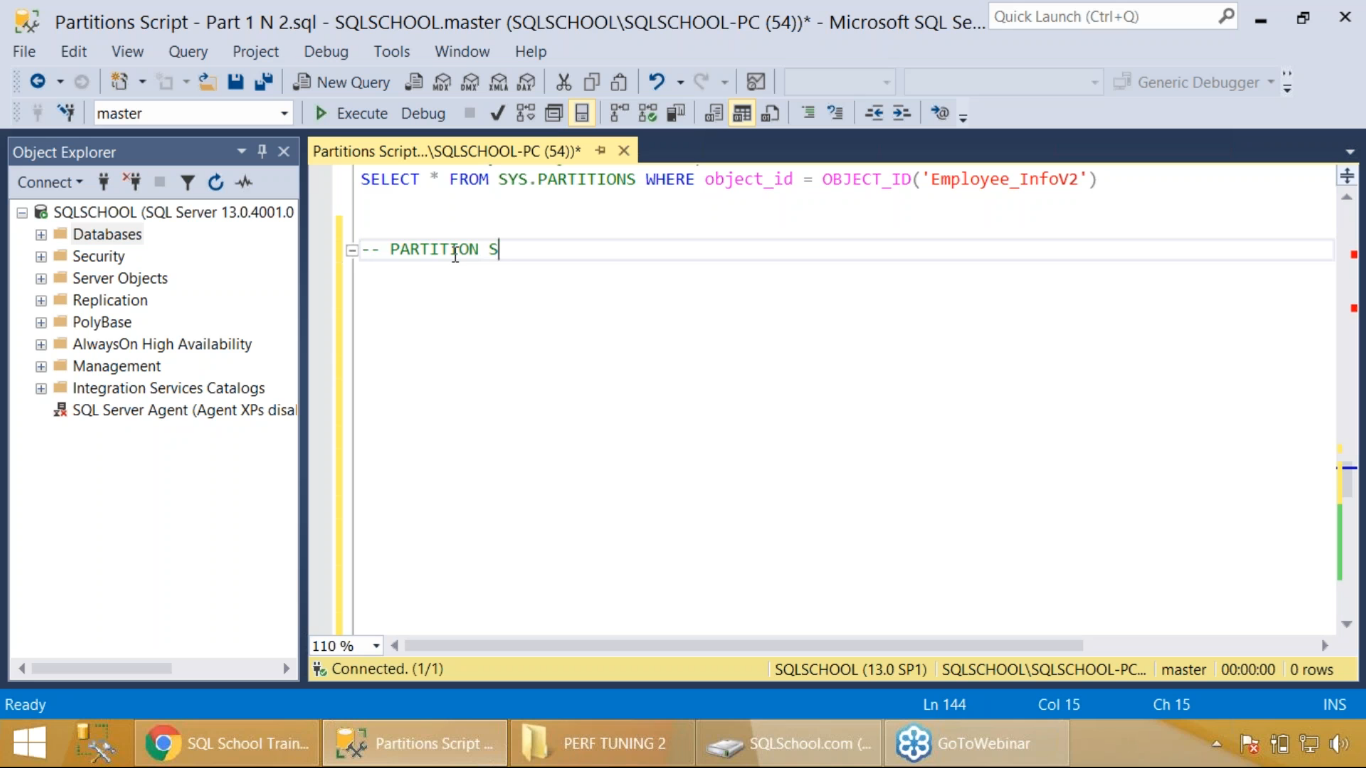 Partitions Script - Part 1 N 2.sql - SQLSCHOOL.master (SQLSCHOOL\SQLSCHOOL-PC (54))* - Microsoft SQL Se...
Quick Launch (Ctrl+Q)
File Edit View Query Project Debug Tools Window Help
New Query
MDX DMX XMLA DAX
Generic Debugger
master
Execute Debug
Object Explorer
Partitions Script...\SQLSCHOOL-PC (54))*
Connect
SELECT * FROM SYS.PARTITIONS WHERE object_id = OBJECT_ID('Employee_InfoV2')
SQLSCHOOL (SQL Server 13.0.4001.0
Databases
-- PARTITION S
Security
Server Objects
Replication
PolyBase
AlwaysOn High Availability
Management
Integration Services Catalogs
SQL Server Agent (Agent XPs disa
110 %
Connected. (1/1)
SQLSCHOOL (13.0 SP1)
SQLSCHOOL\SQLSCHOOL-PC...
master
00:00:00
0 rows
Ready
Ln 144
Col 15
Ch 15
INS
SQL School Train...
Partitions Script ...
PERF TUNING 2
SQLSchool.com (...
GoToWebinar